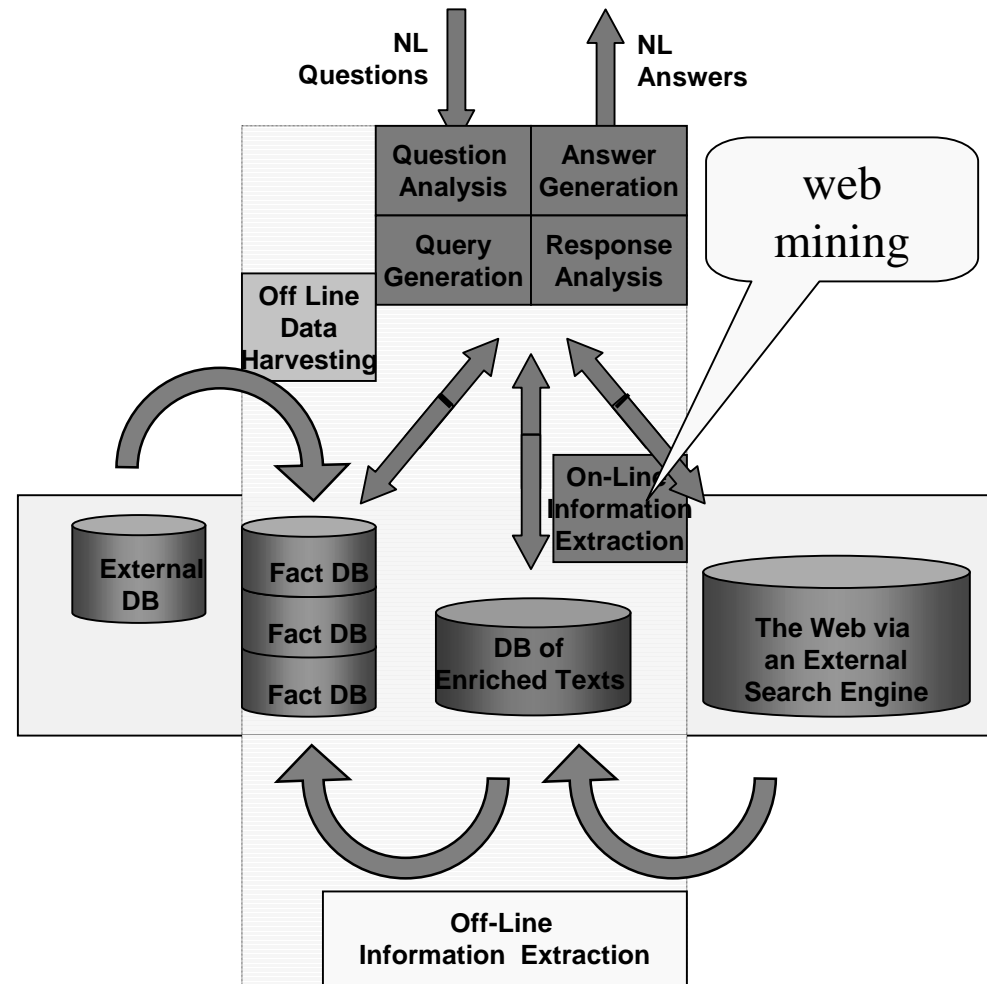 NL
Questions
NL
Answers
Question
Analysis
Answer
Generation
Query
Generation
Response
Analysis
web
mining
Off Line
Data
Harvesting
On-Line
Information
Extraction
External
DB
Fact DB
Fact DB
Fact DB
DB of
Enriched Texts
The Web via
an External
Search Engine
Off-Line
Information Extraction